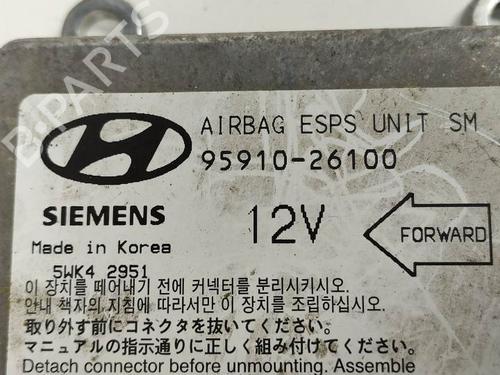 AIRBAG ESPS UNIT SM
95910-26100
SIEMENS
12V
FORWARD
Made in Korea
5WK4 2951
이 장치를 떼어내기 전에 커넥터를 분리시키시오.
안내 책자의 지침에 따라서만 이 장치를 조립하십시오.
取り外す前にコネクタを抜いてください。
マニュアルの指示通りに正しく組み付けてください。
Detach connector before unmounting. Assemble
B-PARTS